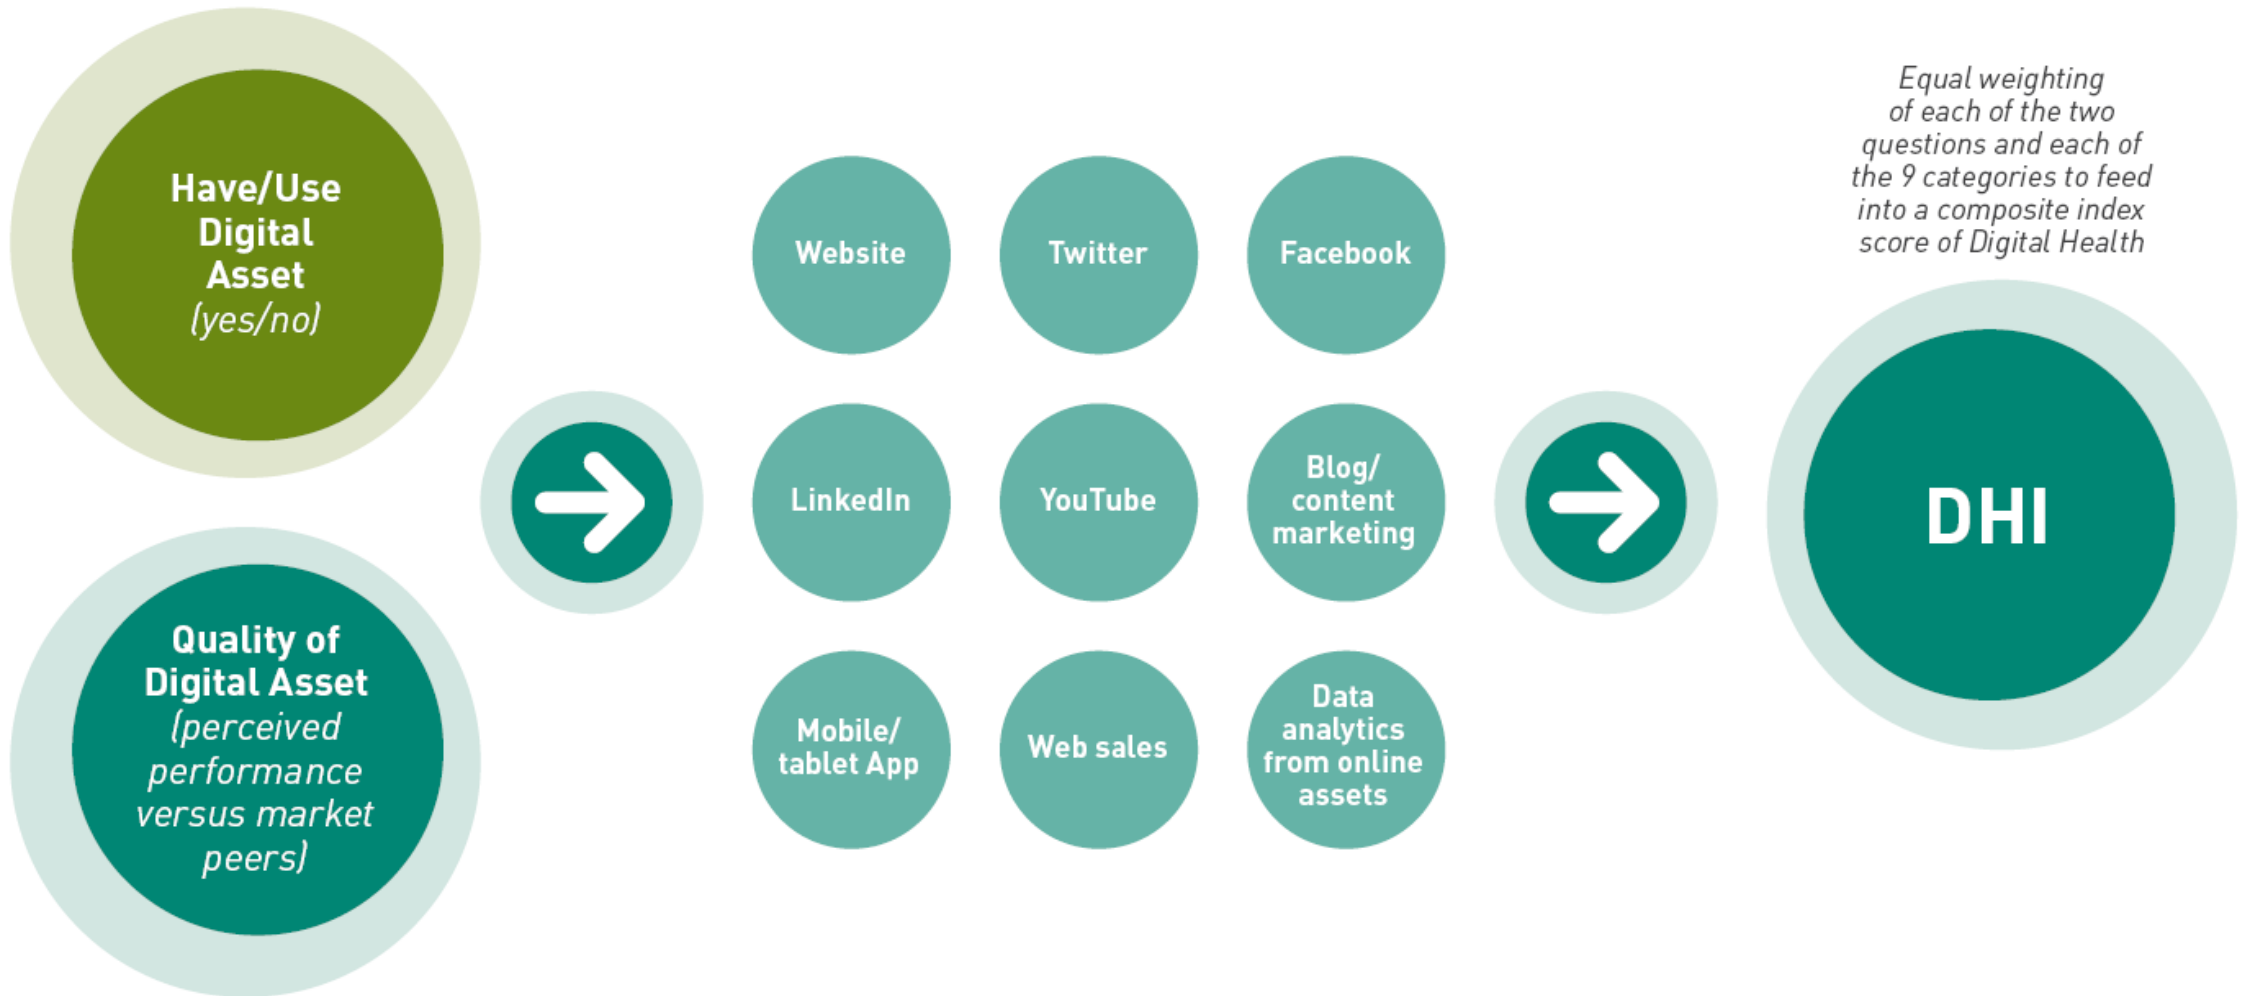 Have/Use
Digital
Asset
(yes/no)
Quality of
Digital Asset
(perceived
performance
versus market
peers)
Website
Twitter
Facebook
LinkedIn
YouTube
Blog/
content
marketing
Mobile/
tablet App
Web sales
Data
analytics
from online
assets
Equal weighting
of each of the two
questions and each of
the 9 categories to feed
into a composite index
score of Digital Health
DHI